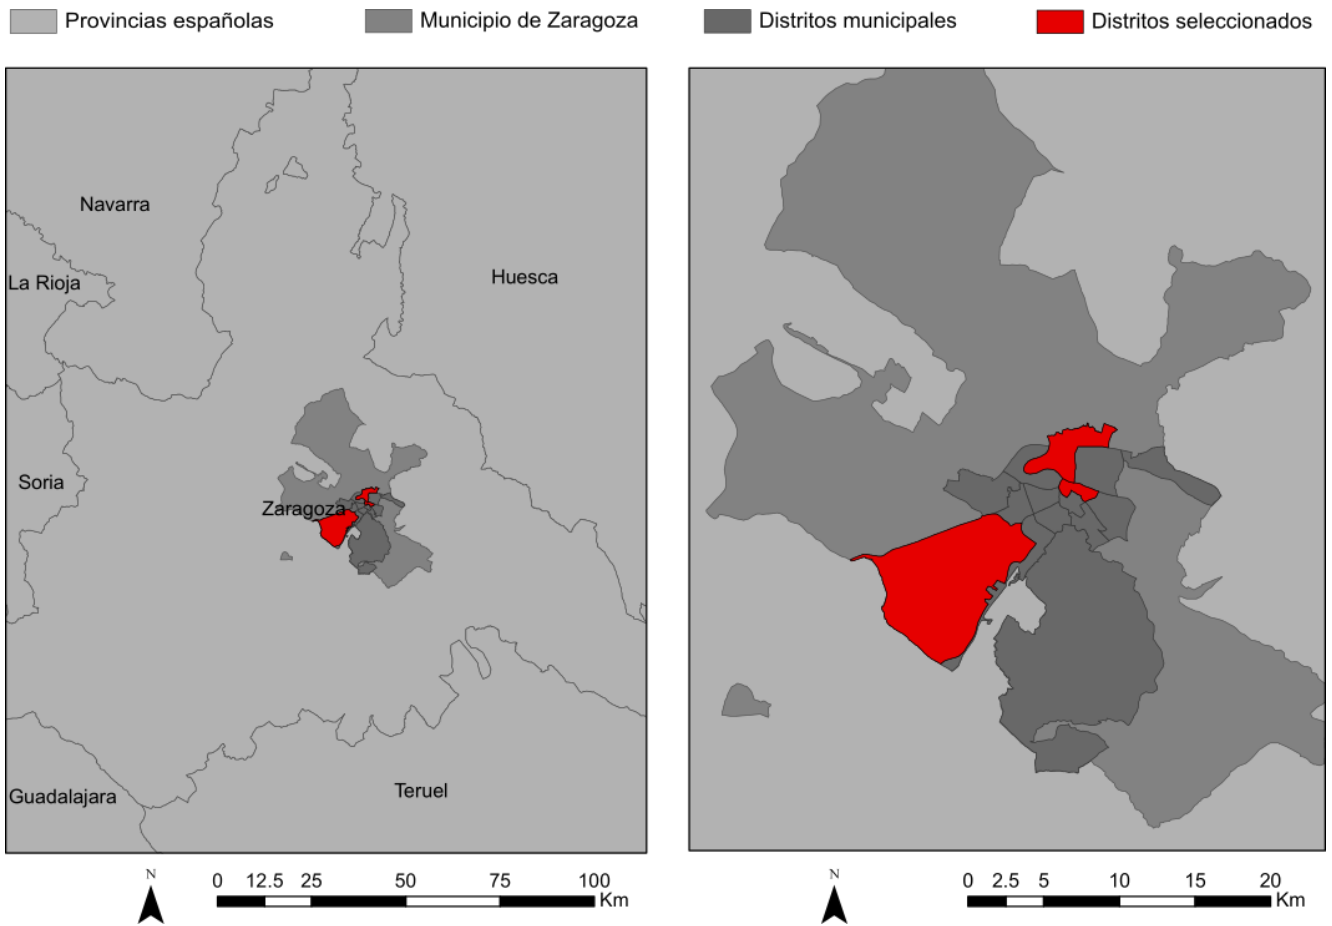 Provincias españolas
Municipio de Zaragoza
Distritos municipales
Distritos seleccionados
Navarra
La Rioja
Huesca
Soria
Zaragoza
Guadalajara
Teruel
N
0 12.5 25 50 75 100
Km
N
0 2.5 5 10 15 20
Km